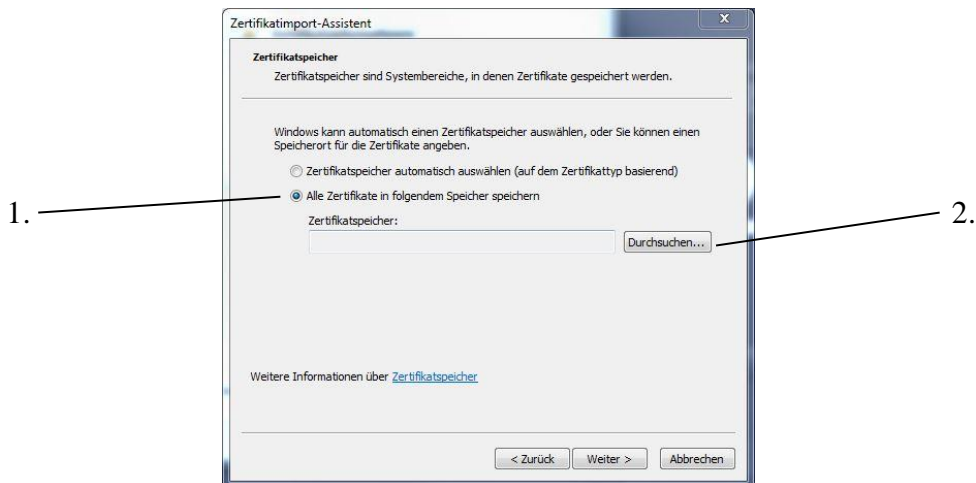 Zertifikatimport-Assistent
Zertifikatspeicher
Zertifikatspeicher sind Systembereiche, in denen Zertifikate gespeichert werden.
Windows kann automatisch einen Zertifikatspeicher auswählen, oder Sie können einen
Speicherort für die Zertifikate angeben.
Zertifikatspeicher automatisch auswählen (auf dem Zertifikattyp basierend)
Alle Zertifikate in folgendem Speicher speichern
1.
Zertifikatspeicher:
2.
Durchsuchen...
Weitere Informationen über Zertifikatspeicher
< Zurück Weiter > Abbrechen